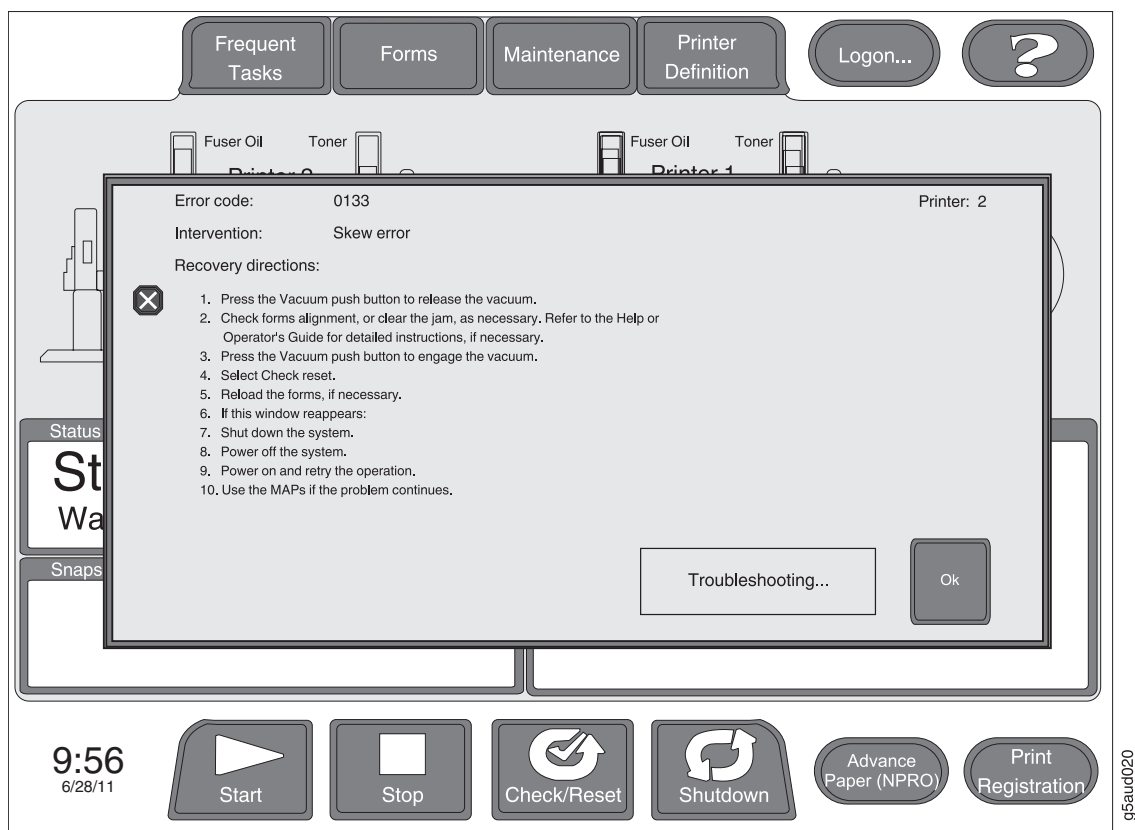 Frequent
Tasks
Forms
Maintenance
Printer
Definition
Logon...
?
Fuser Oil
Toner
Fuser Oil
Toner
Printer 2
Printer 1
Error code: 0133
Printer: 2
Intervention: Skew error
Recovery directions:
1. Press the Vacuum push button to release the vacuum.
2. Check forms alignment, or clear the jam, as necessary. Refer to the Help or
Operator's Guide for detailed instructions, if necessary.
3. Press the Vacuum push button to engage the vacuum.
4. Select Check reset.
5. Reload the forms, if necessary.
6. If this window reappears:
7. Shut down the system.
8. Power off the system.
9. Power on and retry the operation.
10. Use the MAPs if the problem continues.
Status
St
Wa
Snaps
Troubleshooting...
Ok
9:56
6/28/11
Start
Stop
Check/Reset
Shutdown
Advance
Paper (NPRO)
Print
Registration
g5aud020